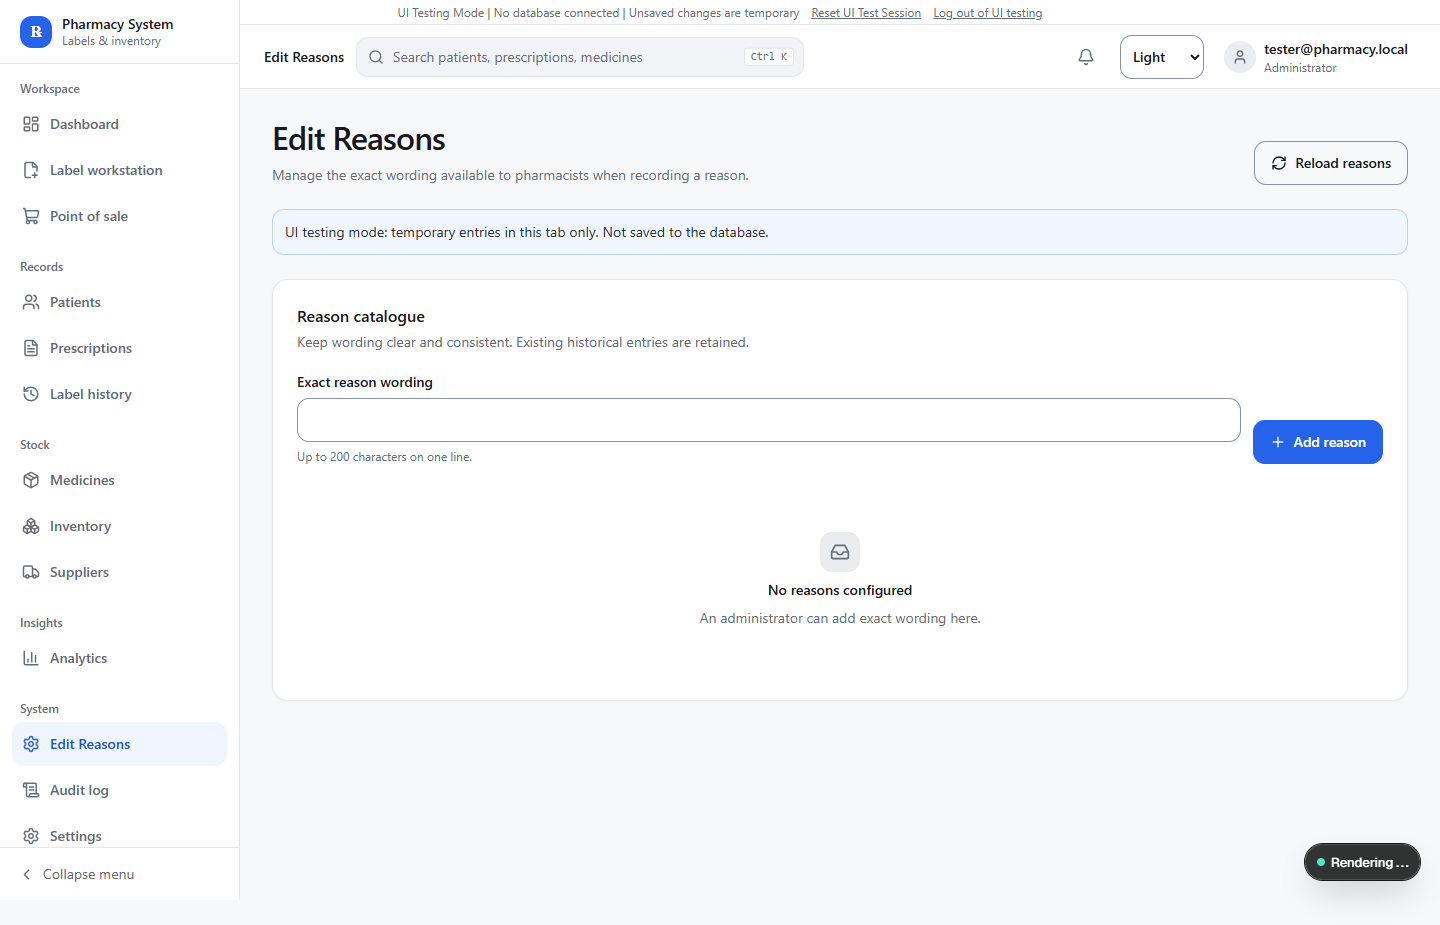 UI Testing Mode | No database connected | Unsaved changes are temporary Reset UI Test Session Log out of UI testing
Pharmacy System
Labels & inventory
Edit Reasons
Search patients, prescriptions, medicines
Ctrl K
Light
tester@pharmacy.local
Administrator
Workspace
Dashboard
Label workstation
Point of sale
Records
Patients
Prescriptions
Label history
Stock
Medicines
Inventory
Suppliers
Insights
Analytics
System
Edit Reasons
Audit log
Settings
Collapse menu
Edit Reasons
Manage the exact wording available to pharmacists when recording a reason.
Reload reasons
UI testing mode: temporary entries in this tab only. Not saved to the database.
Reason catalogue
Keep wording clear and consistent. Existing historical entries are retained.
Exact reason wording
Up to 200 characters on one line.
Add reason
No reasons configured
An administrator can add exact wording here.
Rendering...